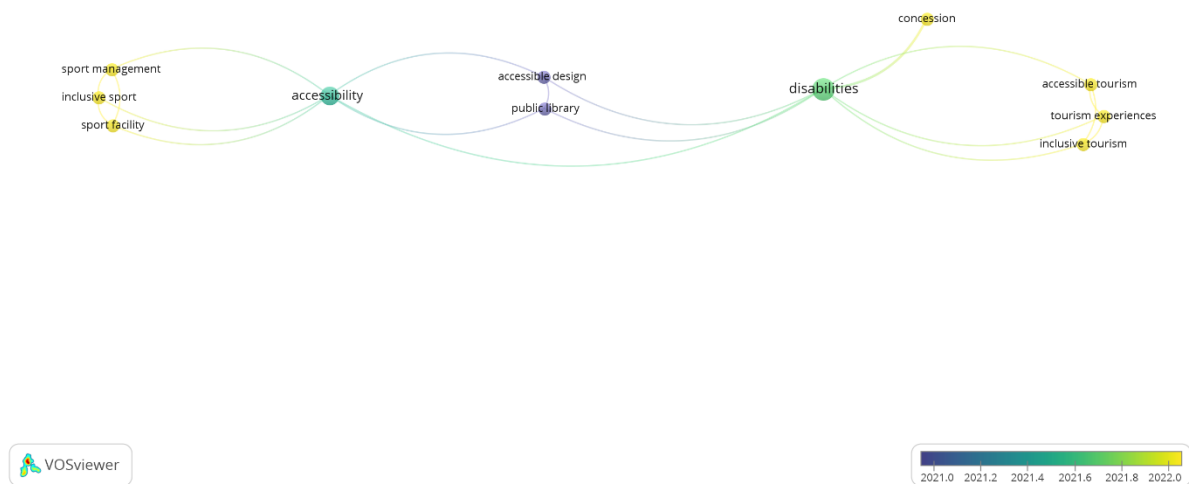 concession
sport management
accessible design
accessible tourism
disabilities
accessibility
inclusive sport
public library
tourism experiences
sport facility
inclusive tourism
VOSviewer
2021.0 2021.2 2021.4 2021.6 2021.8 2022.0